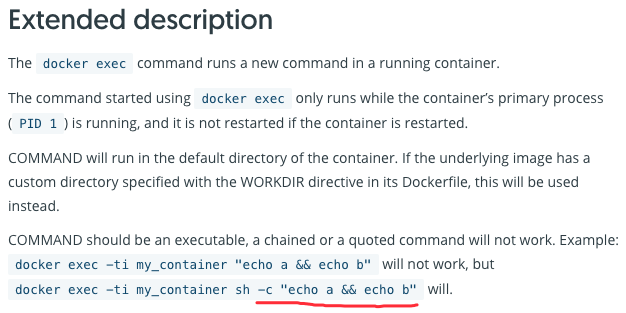 Extended description
The docker exec command runs a new command in a running container.
The command started using docker exec only runs while the container’s primary process
( PID 1 ) is running, and it is not restarted if the container is restarted.
COMMAND will run in the default directory of the container. If the underlying image has a
custom directory specified with the WORKDIR directive in its Dockerfile, this will be used
instead.
COMMAND should be an executable, a chained or a quoted command will not work. Example:
docker exec -ti my_container "echo a && echo b" will not work, but
docker exec -ti my_container sh -c "echo a && echo b" will.